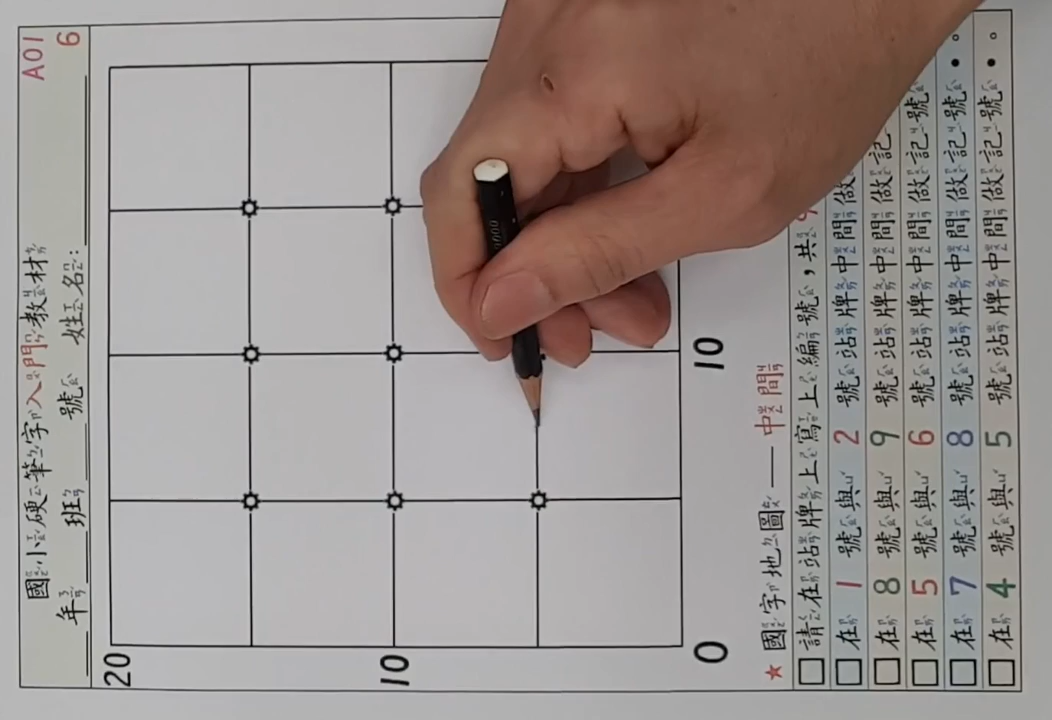 A01
國小硬筆字入門教材 6
年 班 號 姓名：
20
10
0
10
★ 國字地圖──中間
□ 請在站牌上寫上編號，共9
□ 在 1 號與 2 號站牌中間做
□ 在 8 號與 9 號站牌中間做記
□ 在 5 號與 6 號站牌中間做記號
□ 在 7 號與 8 號站牌中間做記號●。
□ 在 4 號與 5 號站牌中間做記號●。